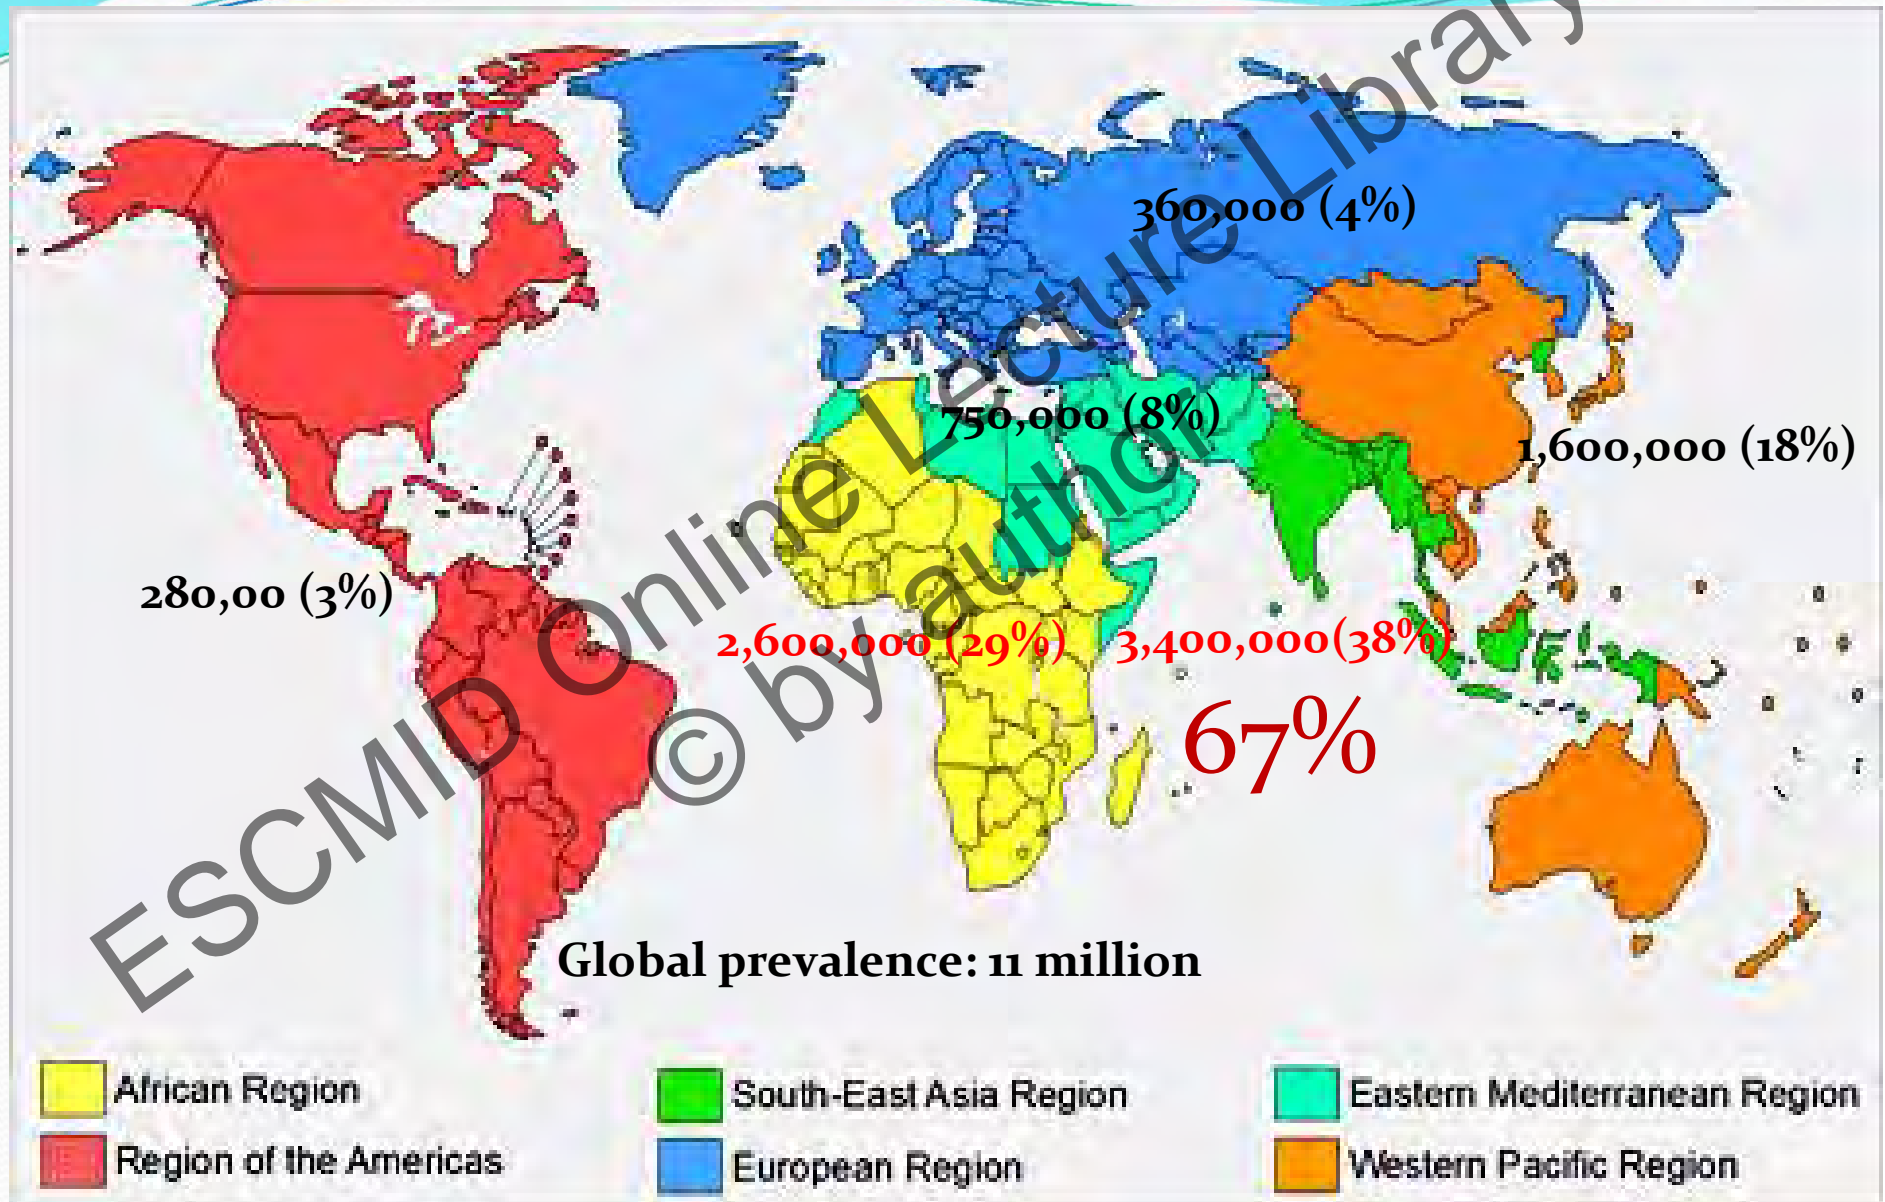 360,000 (4%)
750,000 (8%)
1,600,000 (18%)
280,00 (3%)
2,600,000 (29%)
3,400,000(38%)
67%
Global prevalence: 11 million
African Region
South-East Asia Region
Eastern Mediterranean Region
Region of the Americas
European Region
Western Pacific Region
ESCMID Online Lecture Library
© by author